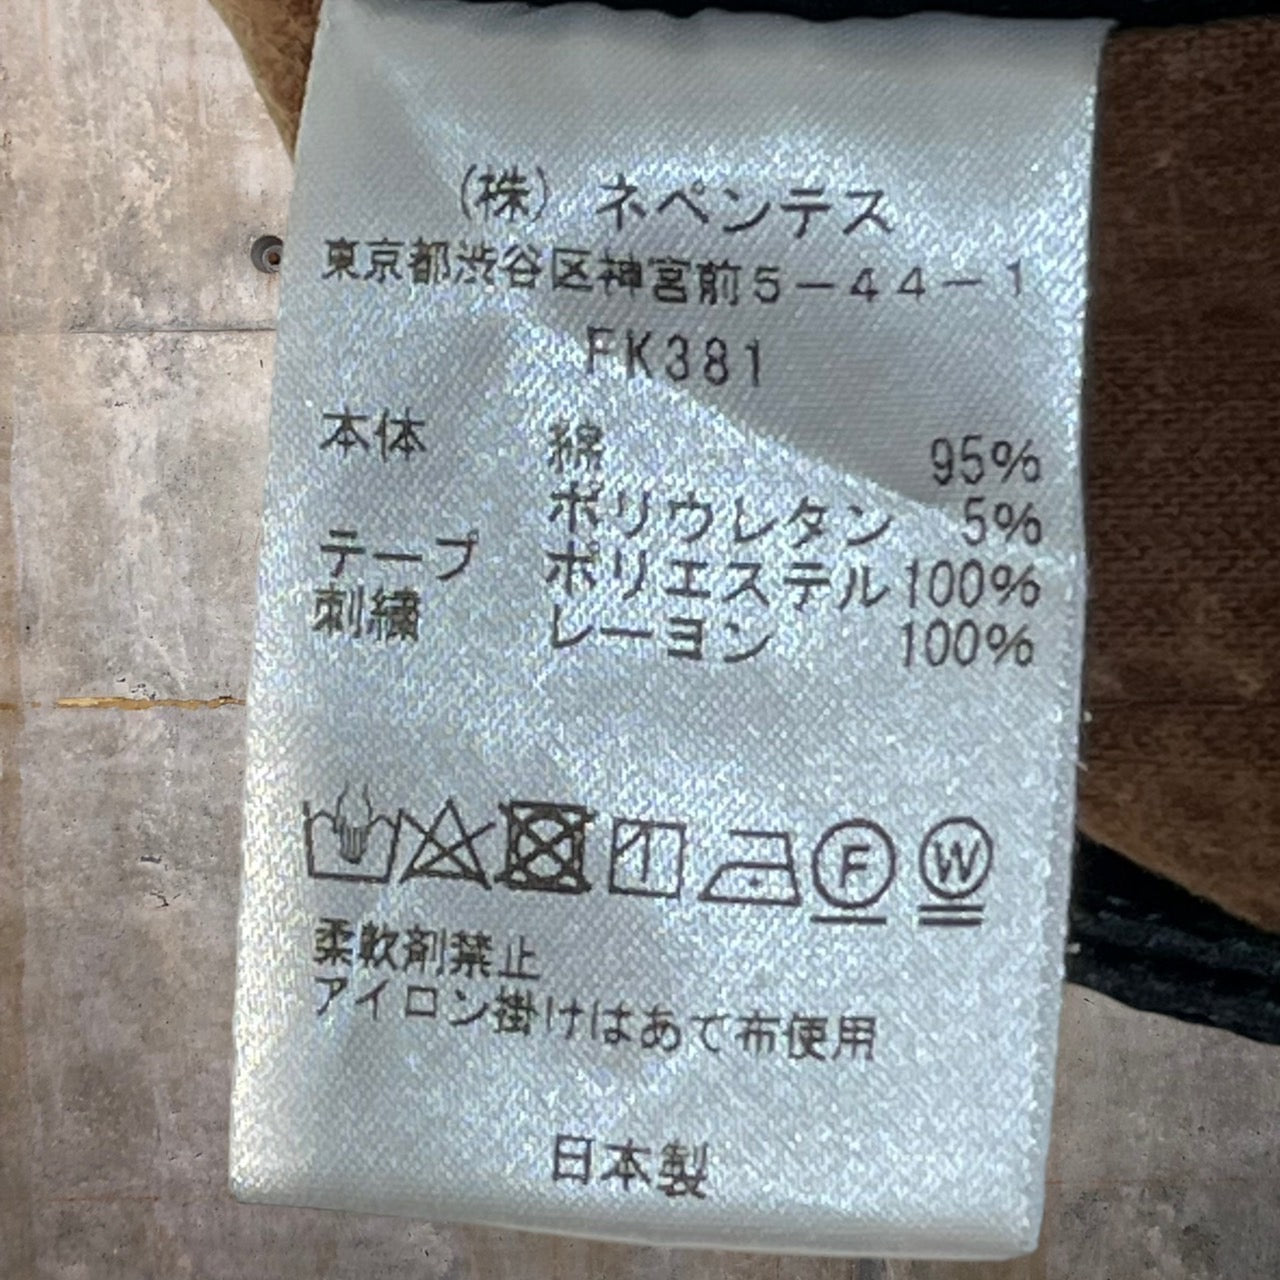 (株) ネペンテス
東京都渋谷区神宮前5-44-1
FK381
本体 綿 95%
ポリウレタン 5%
テープ ポリエステル 100%
刺繍 レーヨン 100%
F W
柔軟剤禁止
アイロン掛けはあて布使用
日本製